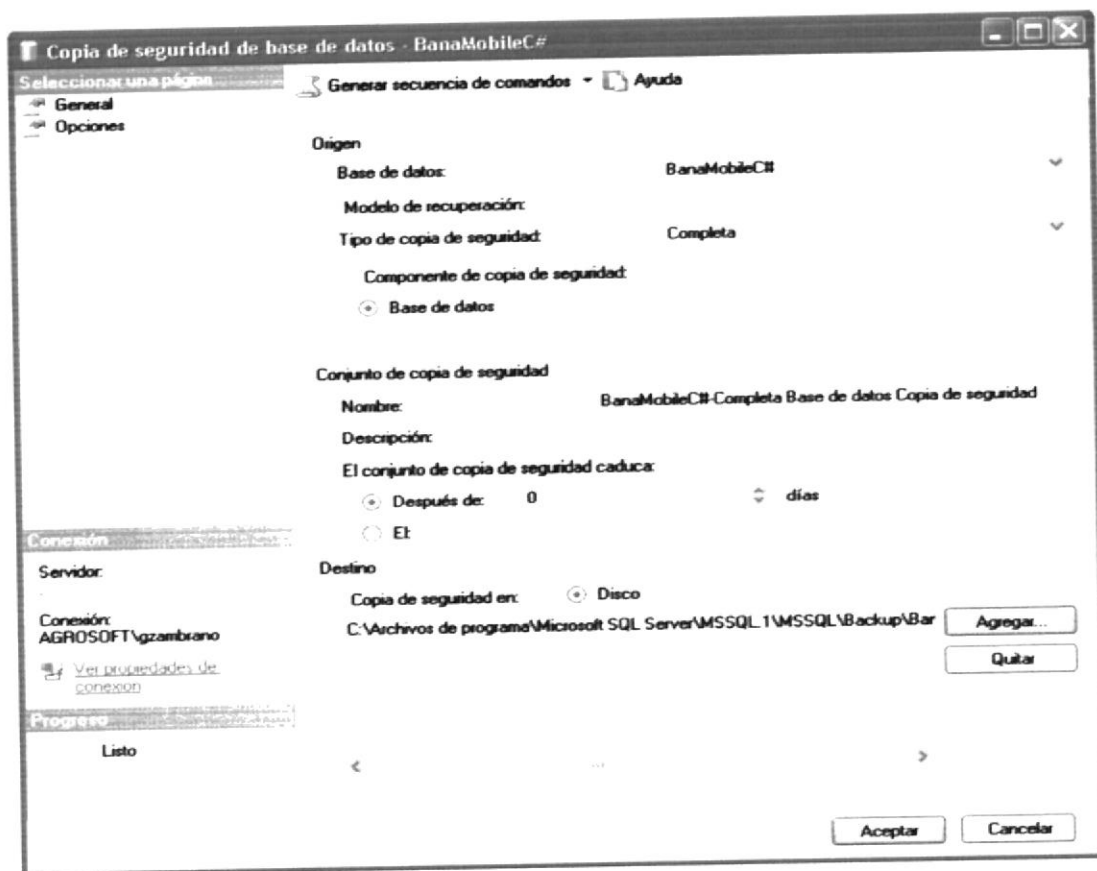 Copia de seguridad de base de datos - BanaMobileC#
Seleccionar una página
General
Opciones
Generar secuencia de comandos
Ayuda
Origen
Base de datos: BanaMobileC#
Modelo de recuperación:
Tipo de copia de seguridad: Completa
Componente de copia de seguridad:
Base de datos
Conjunto de copia de seguridad
Nombre: BanaMobileC#-Completa Base de datos Copia de seguridad
Descripción:
El conjunto de copia de seguridad caduca:
Después de: 0 días
El:
Destino
Copia de seguridad en: Disco
C:\Archivos de programa\Microsoft SQL Server\MSSQL.1\MSSQL\Backup\Bar
Agregar...
Quitar
Conexión
Servidor:
.
Conexión:
AGROSOFT\gzambrano
Ver propiedades de
conexión
Progreso
Listo
Aceptar
Cancelar